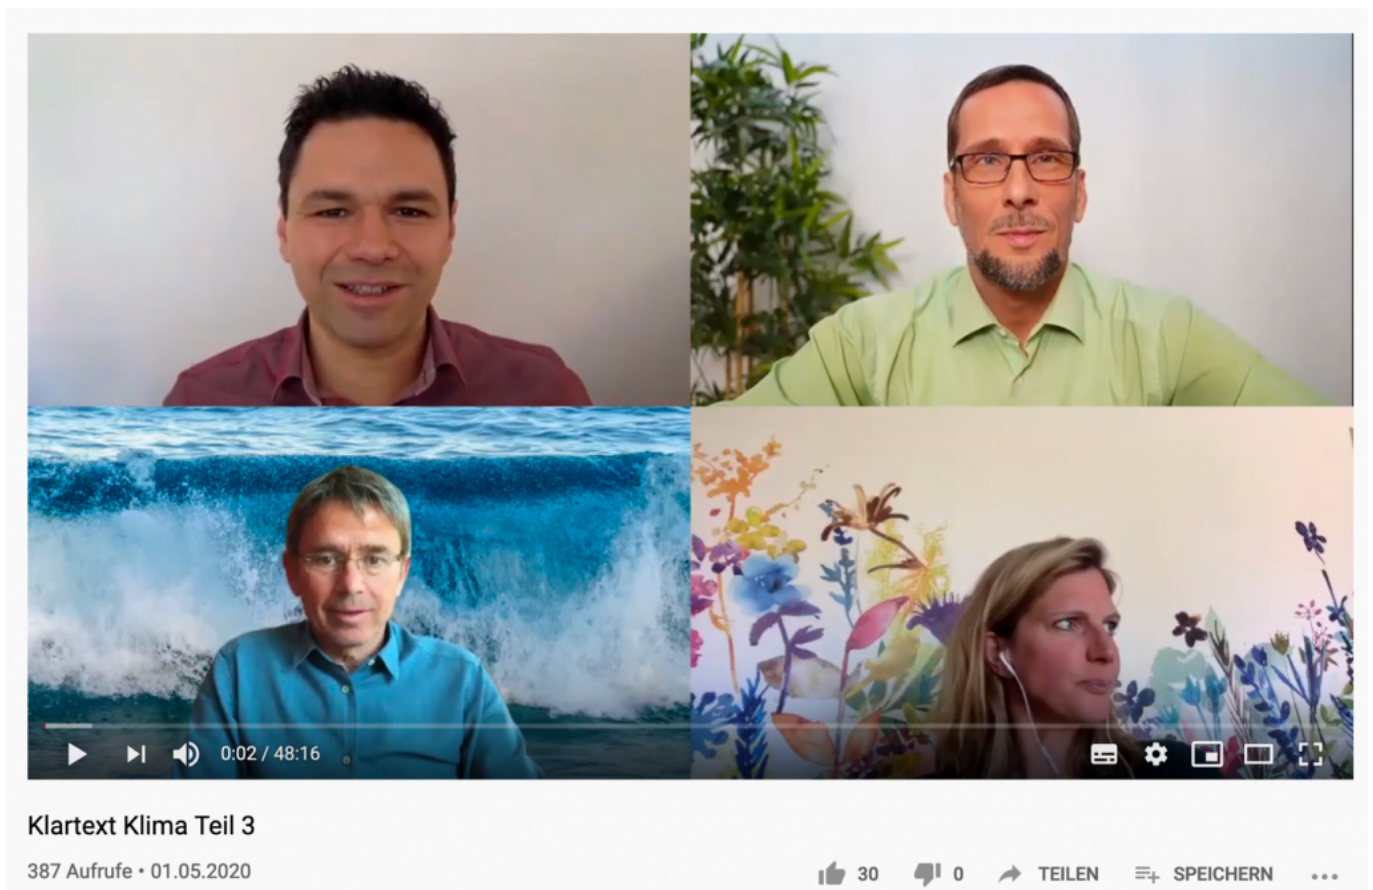 0:02 / 48:16
Klartext Klima Teil 3
387 Aufrufe • 01.05.2020
30
0
TEILEN
SPEICHERN